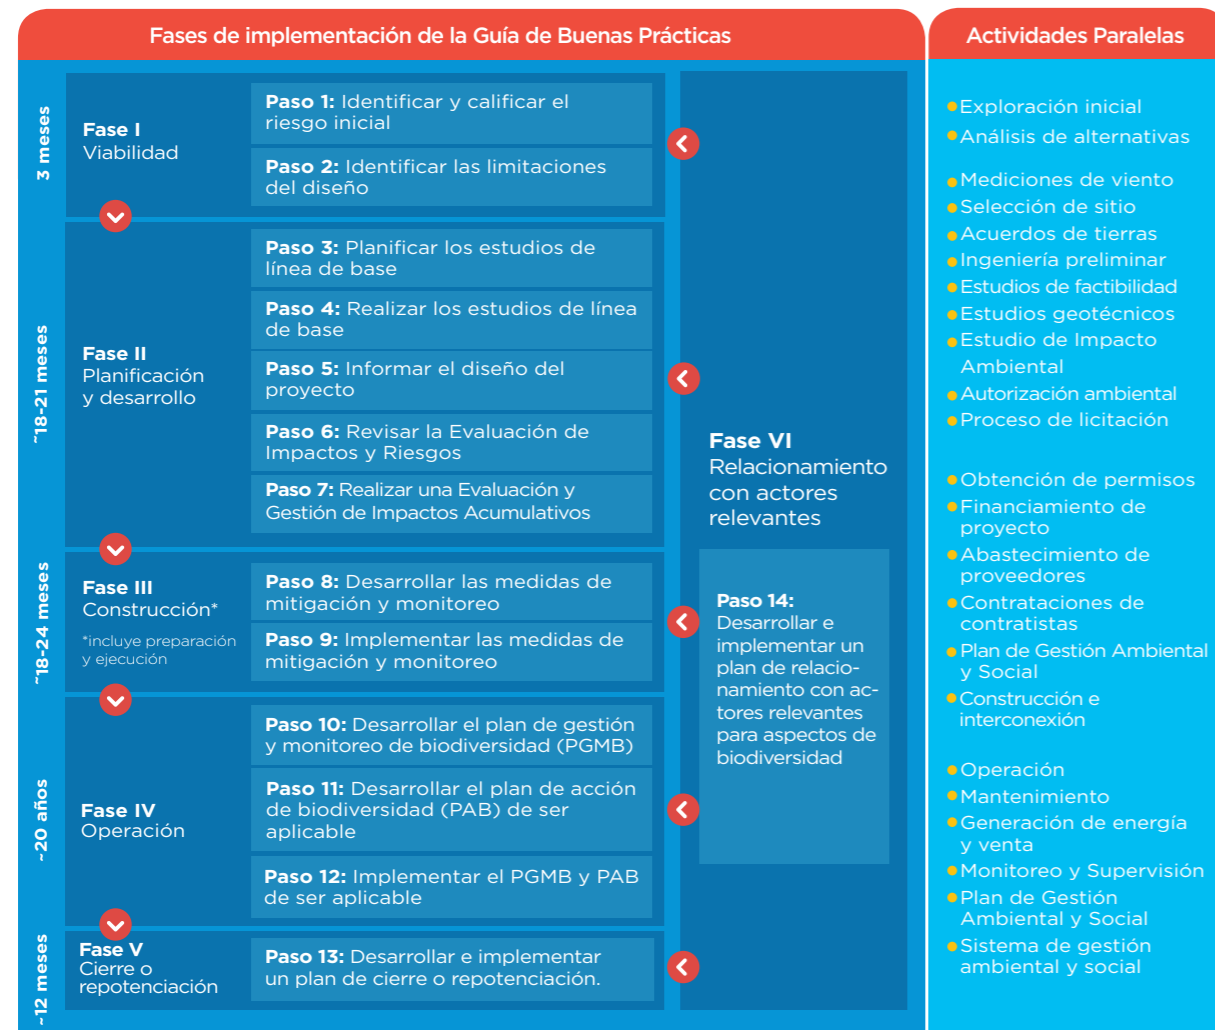 Fases de implementación de la Guía de Buenas Prácticas
3 meses
Fase I
Viabilidad
Paso 1: Identificar y calificar el
riesgo inicial
Paso 2: Identificar las limitaciones
del diseño
~18-21 meses
Fase II
Planificación
y desarrollo
Paso 3: Planificar los estudios de
línea de base
Paso 4: Realizar los estudios de línea
de base
Paso 5: Informar el diseño del
proyecto
Paso 6: Revisar la Evaluación de
Impactos y Riesgos
Paso 7: Realizar una Evaluación y
Gestión de Impactos Acumulativos
~18-24 meses
Fase III
Construcción*
*incluye preparación
y ejecución
Paso 8: Desarrollar las medidas de
mitigación y monitoreo
Paso 9: Implementar las medidas de
mitigación y monitoreo
~20 años
Fase IV
Operación
Paso 10: Desarrollar el plan de gestión
y monitoreo de biodiversidad (PGMB)
Paso 11: Desarrollar el plan de acción
de biodiversidad (PAB) de ser
aplicable
Paso 12: Implementar el PGMB y PAB
de ser aplicable
~12 meses
Fase V
Cierre o
repotenciación
Paso 13: Desarrollar e implementar
un plan de cierre o repotenciación.
Fase VI
Relacionamiento
con actores
relevantes
Paso 14:
Desarrollar e
implementar un
plan de relacio-
namiento con ac-
tores relevantes
para aspectos de
biodiversidad
Actividades Paralelas
Exploración inicial
Análisis de alternativas
Mediciones de viento
Selección de sitio
Acuerdos de tierras
Ingeniería preliminar
Estudios de factibilidad
Estudios geotécnicos
Estudio de Impacto
Ambiental
Autorización ambiental
Proceso de licitación
Obtención de permisos
Financiamiento de
proyecto
Abastecimiento de
proveedores
Contrataciones de
contratistas
Plan de Gestión Ambiental
y Social
Construcción e
interconexión
Operación
Mantenimiento
Generación de energía
y venta
Monitoreo y Supervisión
Plan de Gestión
Ambiental y Social
Sistema de gestión
ambiental y social